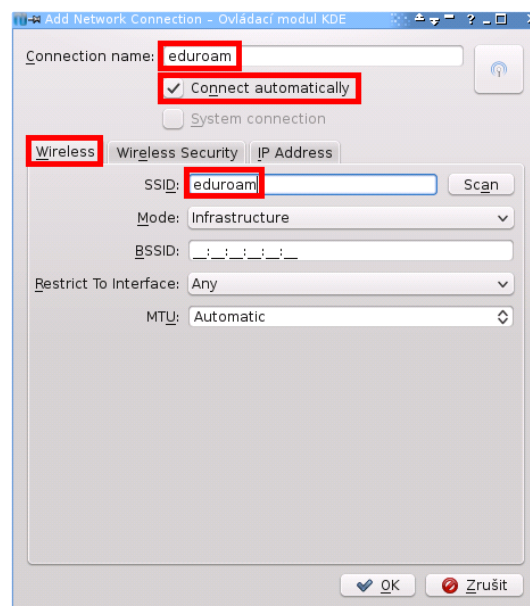 Add Network Connection – Ovládací modul KDE
Connection name: eduroam
Connect automatically
System connection
Wireless Wireless Security IP Address
SSID: eduroam Scan
Mode: Infrastructure
BSSID: __:__:__:__:__:__
Restrict To Interface: Any
MTU: Automatic
OK Zrušit